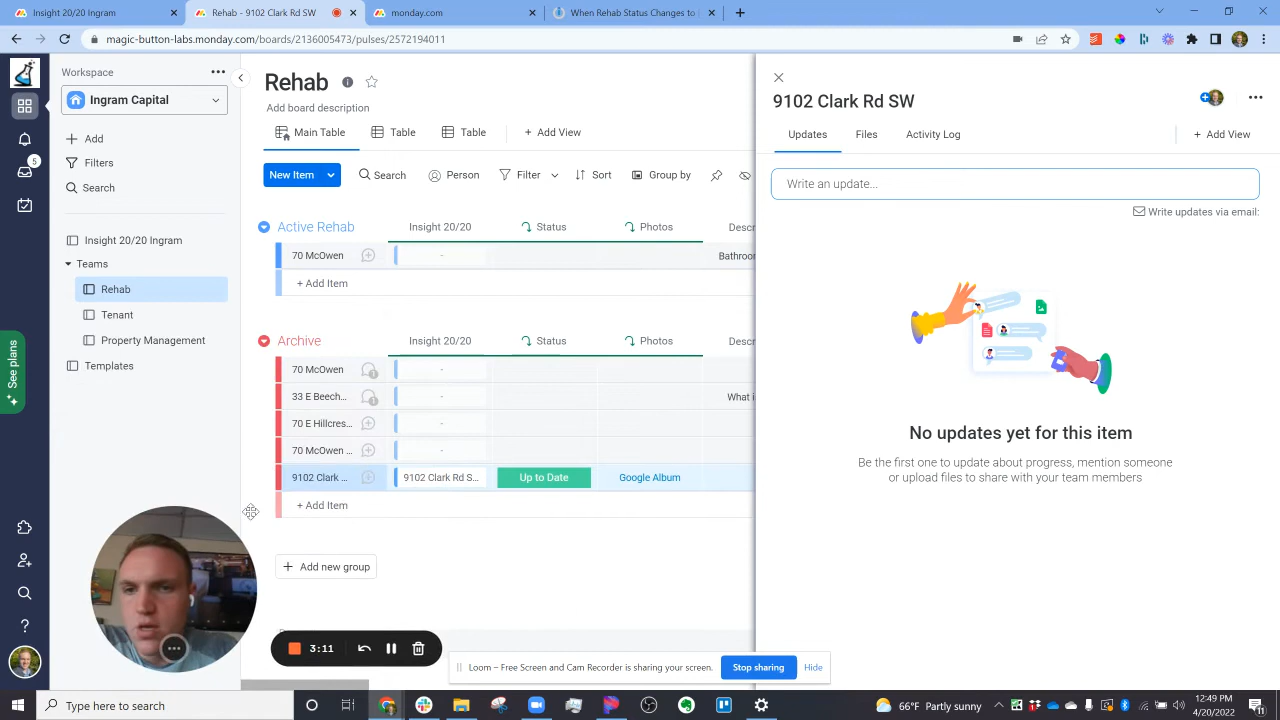 Insight 20/20 Ingram
Rehab - 9102 Clark Rd SW
monday.com
When Rehab Status Changes to
magic-button-labs.monday.com/boards/2136005473/pulses/2572194011
Workspace
Ingram Capital
Add
Filters
Search
Insight 20/20 Ingram
Teams
Rehab
Tenant
Property Management
Templates
5
See plans
Rehab
Add board description
Main Table
Table
Table
+ Add View
New Item
Search
Person
Filter
Sort
Group by
Active Rehab
Insight 20/20
Status
Photos
Descr
70 McOwen
-
Bathroom
+ Add Item
Archive
Insight 20/20
Status
Photos
Descr
70 McOwen
1
-
33 E Beech...
1
-
What i
70 E Hillcres...
-
70 McOwen ...
-
9102 Clark ...
9102 Clark Rd S...
Up to Date
Google Album
+ Add Item
+ Add new group
9102 Clark Rd SW
Updates
Files
Activity Log
+ Add View
Write an update...
Write updates via email:
No updates yet for this item
Be the first one to update about progress, mention someone
or upload files to share with your team members
3:11
Loom – Free Screen and Cam Recorder is sharing your screen.
Stop sharing
Hide
Type here to search
66°F Partly sunny
12:49 PM
4/20/2022
11